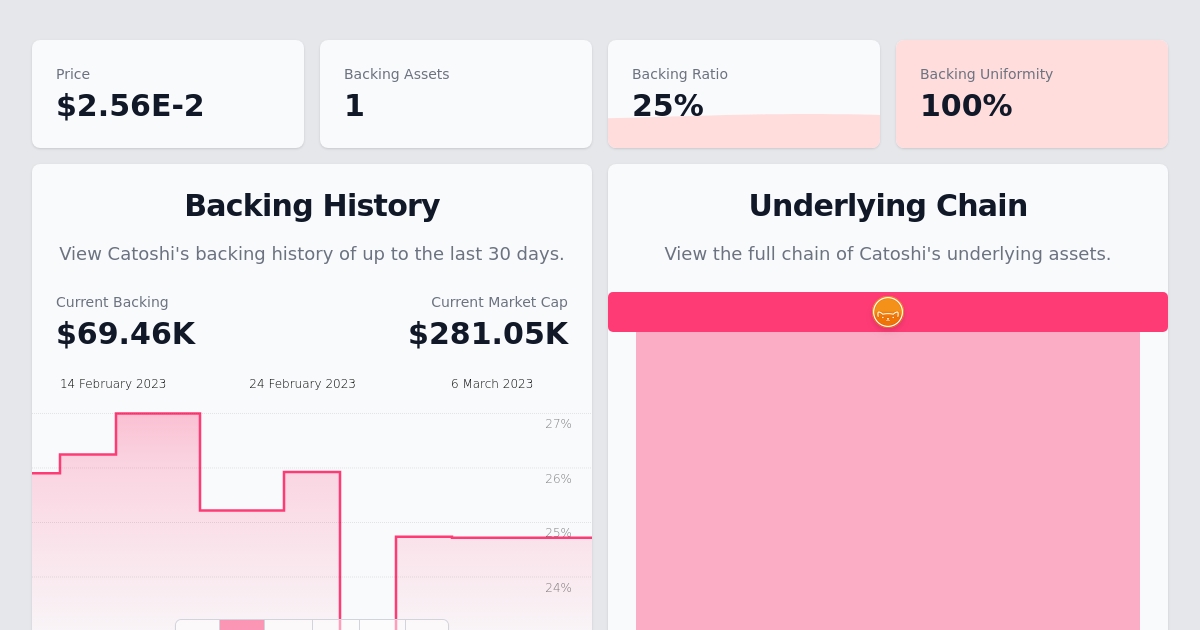 Price
$2.56E-2
Backing Assets
1
Backing Ratio
25%
Backing Uniformity
100%
Backing History
View Catoshi's backing history of up to the last 30 days.
Current Backing
$69.46K
Current Market Cap
$281.05K
14 February 2023
24 February 2023
6 March 2023
27%
26%
25%
24%
Underlying Chain
View the full chain of Catoshi's underlying assets.